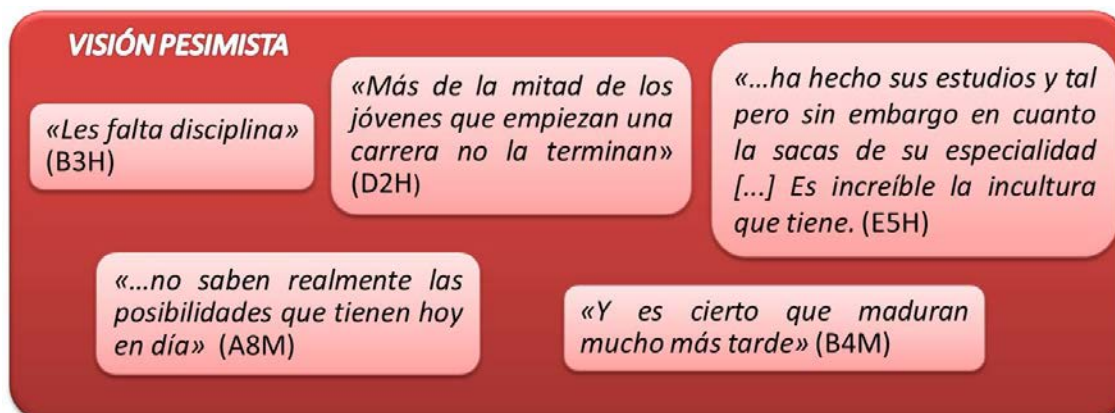 VISIÓN PESIMISTA
«Les falta disciplina»
(B3H)
«Más de la mitad de los
jóvenes que empiezan una
carrera no la terminan»
(D2H)
«...ha hecho sus estudios y tal
pero sin embargo en cuanto
la sacas de su especialidad
[...] Es increíble la incultura
que tiene. (E5H)
«...no saben realmente las
posibilidades que tienen hoy
en día» (A8M)
«Y es cierto que maduran
mucho más tarde» (B4M)